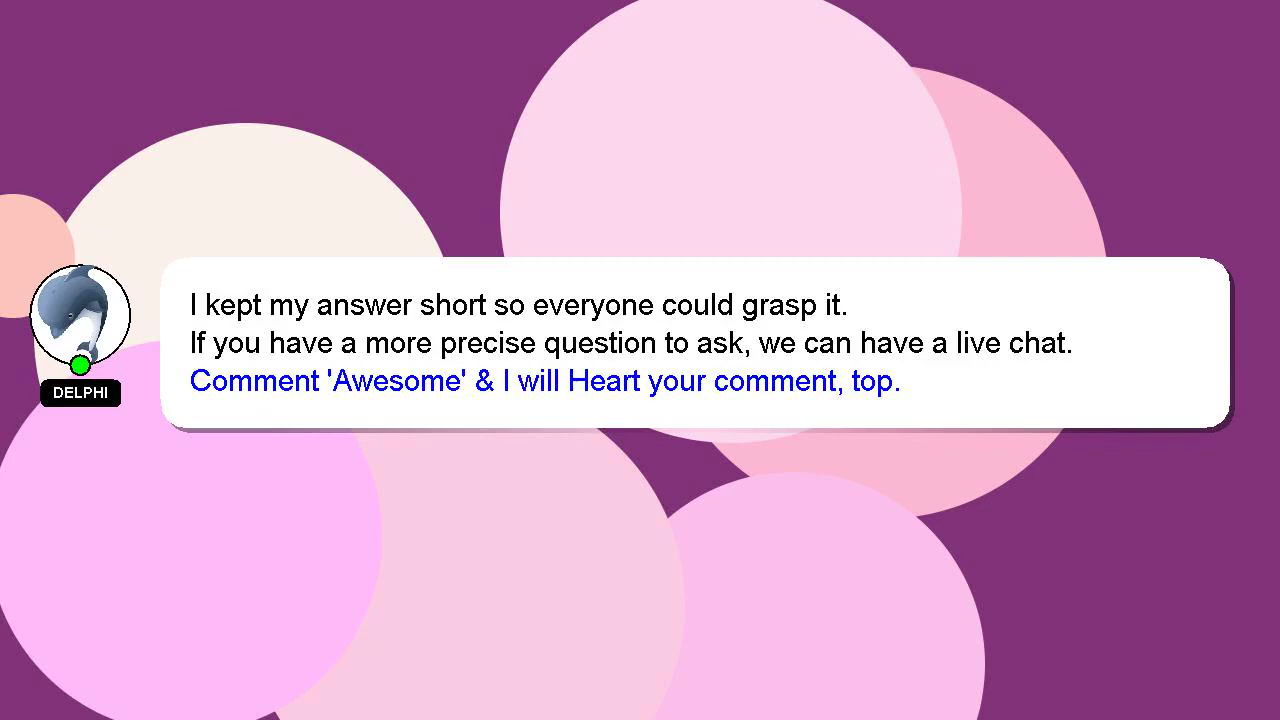 I kept my answer short so everyone could grasp it.
If you have a more precise question to ask, we can have a live chat.
Comment 'Awesome' & I will Heart your comment, top.
DELPHI